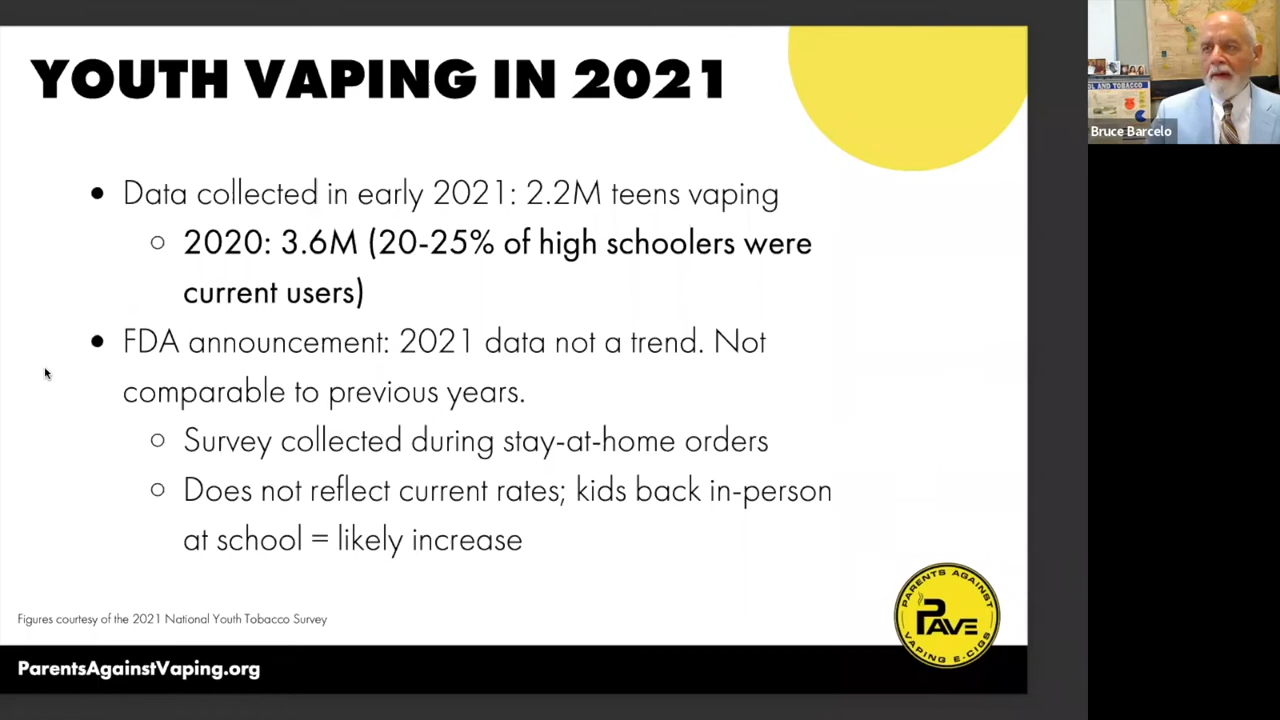 YOUTH VAPING IN 2021
• Data collected in early 2021: 2.2M teens vaping
○ 2020: 3.6M (20-25% of high schoolers were
current users)
• FDA announcement: 2021 data not a trend. Not
comparable to previous years.
○ Survey collected during stay-at-home orders
○ Does not reflect current rates; kids back in-person
at school = likely increase
Figures courtesy of the 2021 National Youth Tobacco Survey
ParentsAgainstVaping.org
PARENTS AGAINST
PAVE
VAPING E-CIGS
AND TOBACCO
Bruce Barcelo